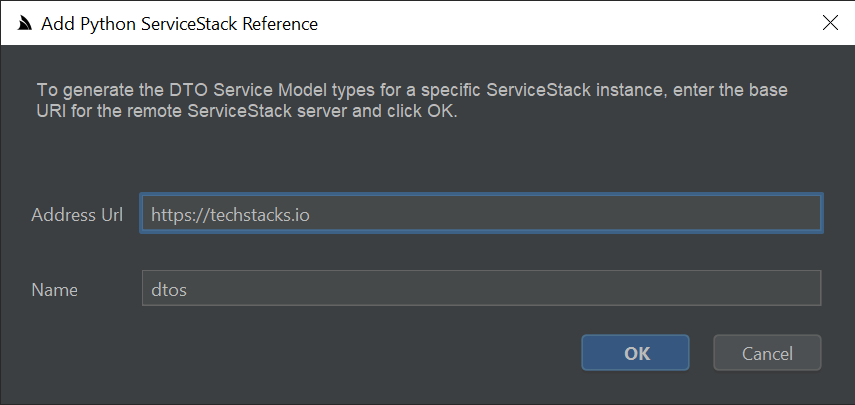 Add Python ServiceStack Reference
To generate the DTO Service Model types for a specific ServiceStack instance, enter the base
URI for the remote ServiceStack server and click OK.
Address Url https://techstacks.io
Name dtos
OK Cancel